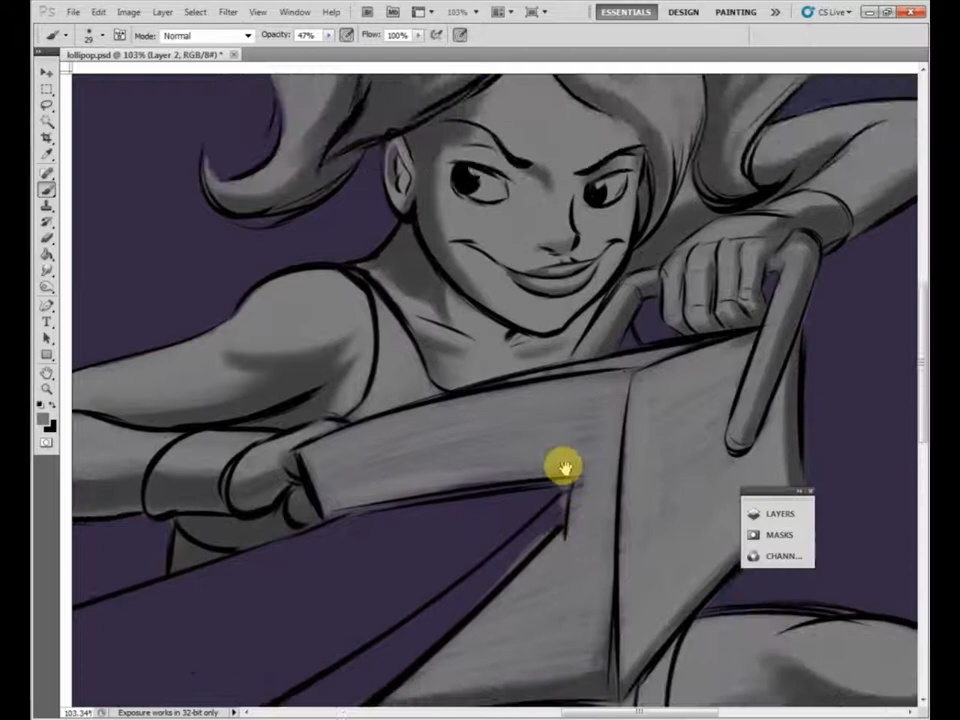 Ps Br Mb 103% ESSENTIALS DESIGN PAINTING CS Live
File Edit Image Layer Select Filter View Window Help
29 Mode: Normal Opacity: 47% Flow: 100%
lollipop.psd @ 103% (Layer 2, RGB/8#) *
LAYERS
MASKS
CHANN...
Exposure works in 32-bit only